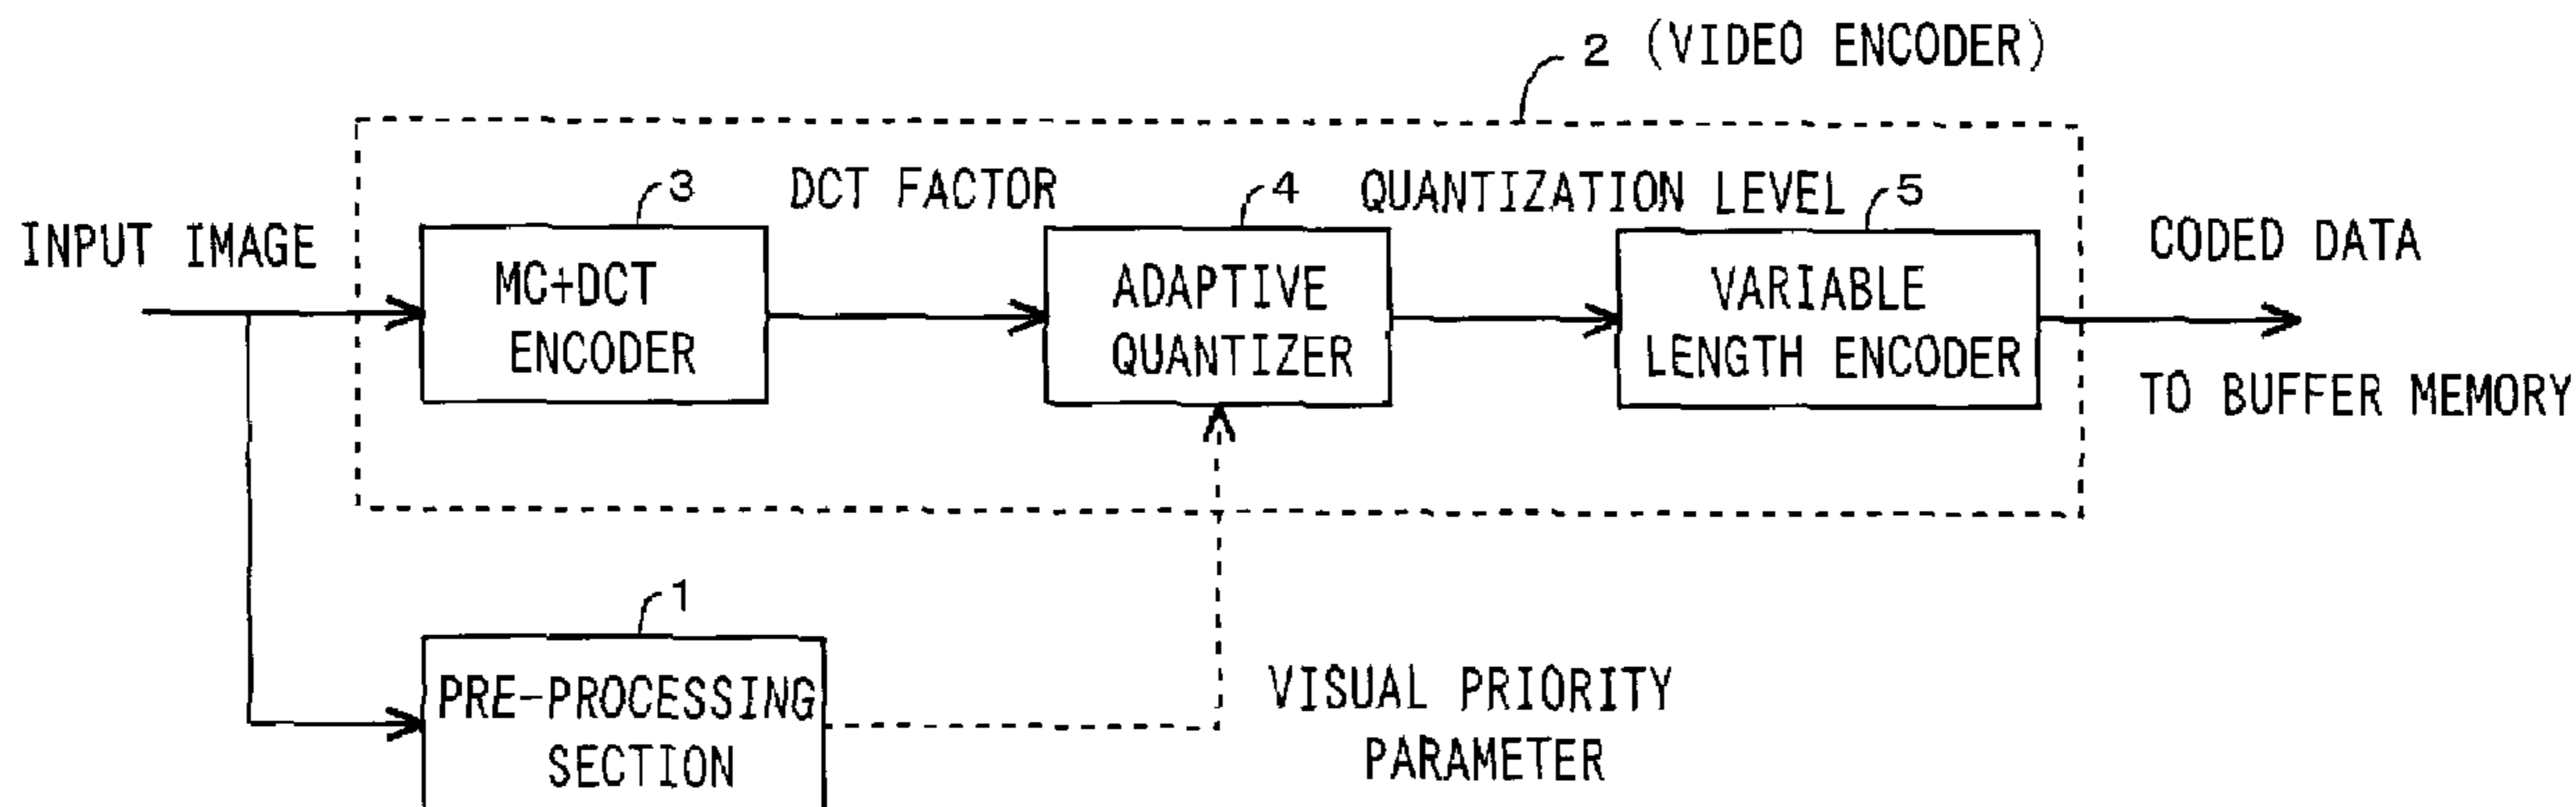 2 (VIDEO ENCODER)
3
DCT FACTOR
4
QUANTIZATION LEVEL
5
INPUT IMAGE
MC+DCT
ENCODER
ADAPTIVE
QUANTIZER
VARIABLE
LENGTH ENCODER
CODED DATA
TO BUFFER MEMORY
1
PRE-PROCESSING
SECTION
VISUAL PRIORITY
PARAMETER